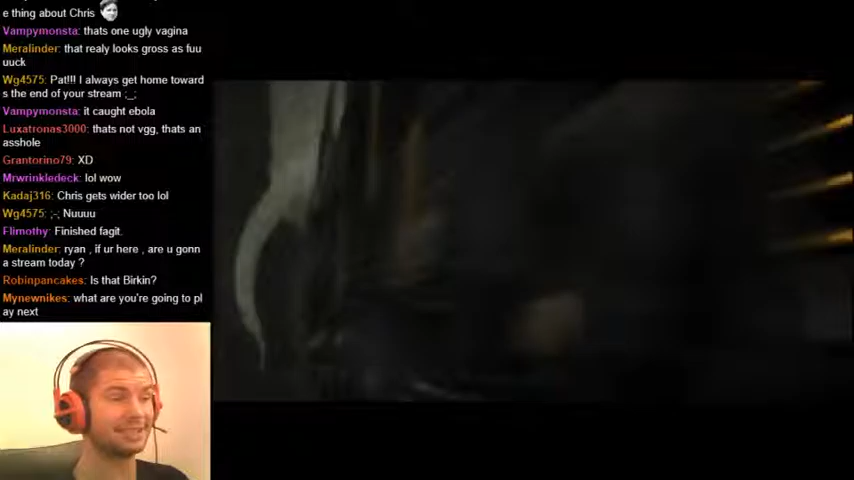 e thing about Chris
Vampymonsta: thats one ugly vagina
Meralinder: that realy looks gross as fuu
uuck
Wg4575: Pat!!! I always get home toward
s the end of your stream ;_;
Vampymonsta: it caught ebola
Luxatronas3000: thats not vgg, thats an
asshole
Grantorino79: XD
Mrwrinkledeck: lol wow
Kadaj316: Chris gets wider too lol
Wg4575: ;-; Nuuuu
Flimothy: Finished fagit.
Meralinder: ryan , if ur here , are u gonn
a stream today ?
Robinpancakes: Is that Birkin?
Mynewnikes: what are you're going to pl
ay next